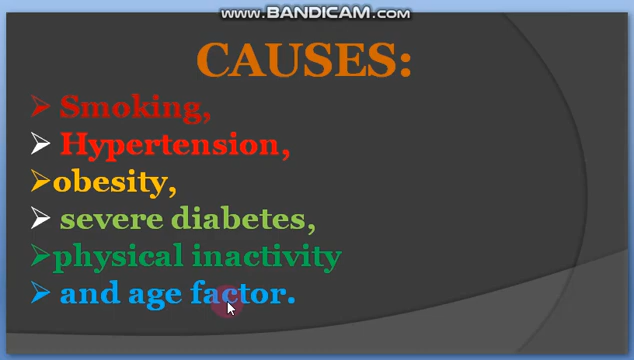 www.BANDICAM.com
CAUSES:
Smoking,
Hypertension,
obesity,
severe diabetes,
physical inactivity
and age factor.